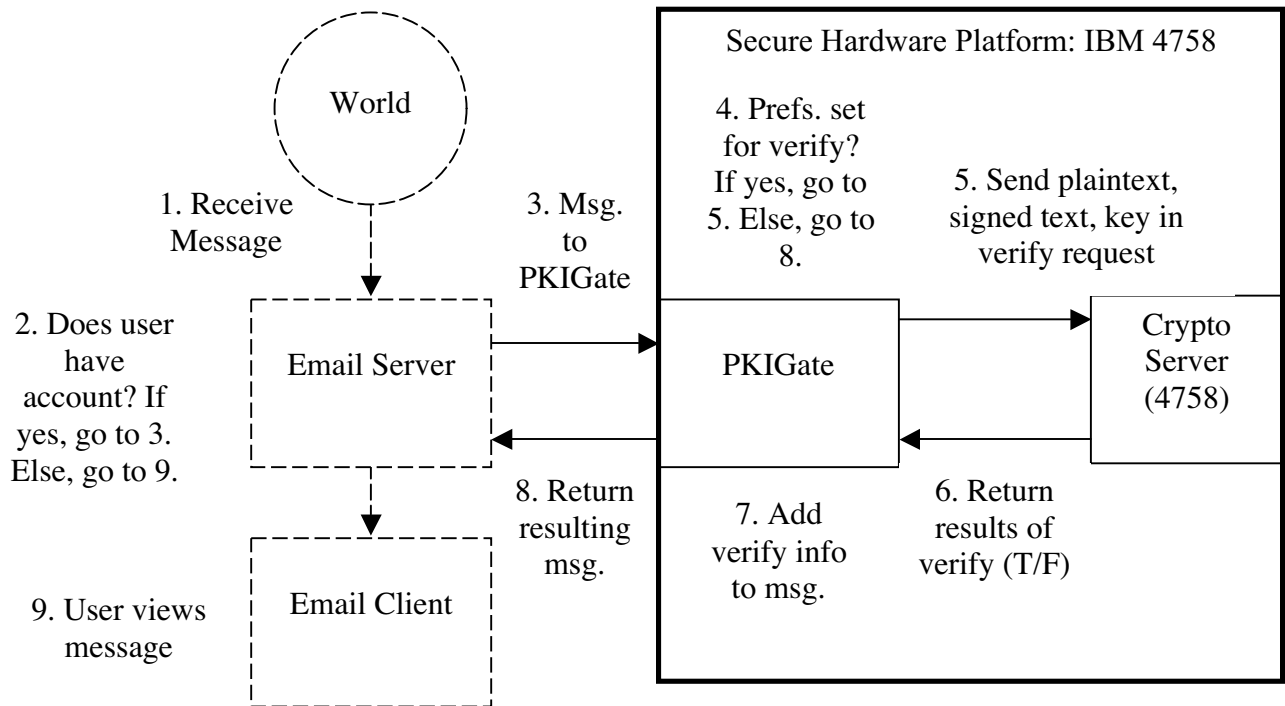 Secure Hardware Platform: IBM 4758
World
4. Prefs. set
for verify?
If yes, go to
5. Else, go to
8.
1. Receive
Message
3. Msg.
to
PKIGate
5. Send plaintext,
signed text, key in
verify request
2. Does user
have
account? If
yes, go to 3.
Else, go to 9.
Email Server
PKIGate
Crypto
Server
(4758)
8. Return
resulting
msg.
7. Add
verify info
to msg.
6. Return
results of
verify (T/F)
9. User views
message
Email Client